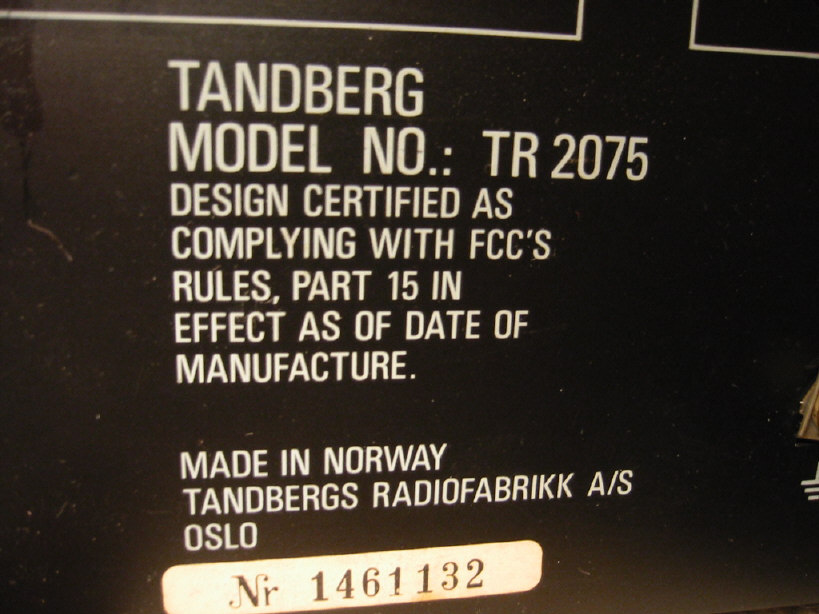 TANDBERG
MODEL NO.: TR 2075
DESIGN CERTIFIED AS
COMPLYING WITH FCC'S
RULES, PART 15 IN
EFFECT AS OF DATE OF
MANUFACTURE.
MADE IN NORWAY
TANDBERGS RADIOFABRIKK A/S
OSLO
Nr 1461132